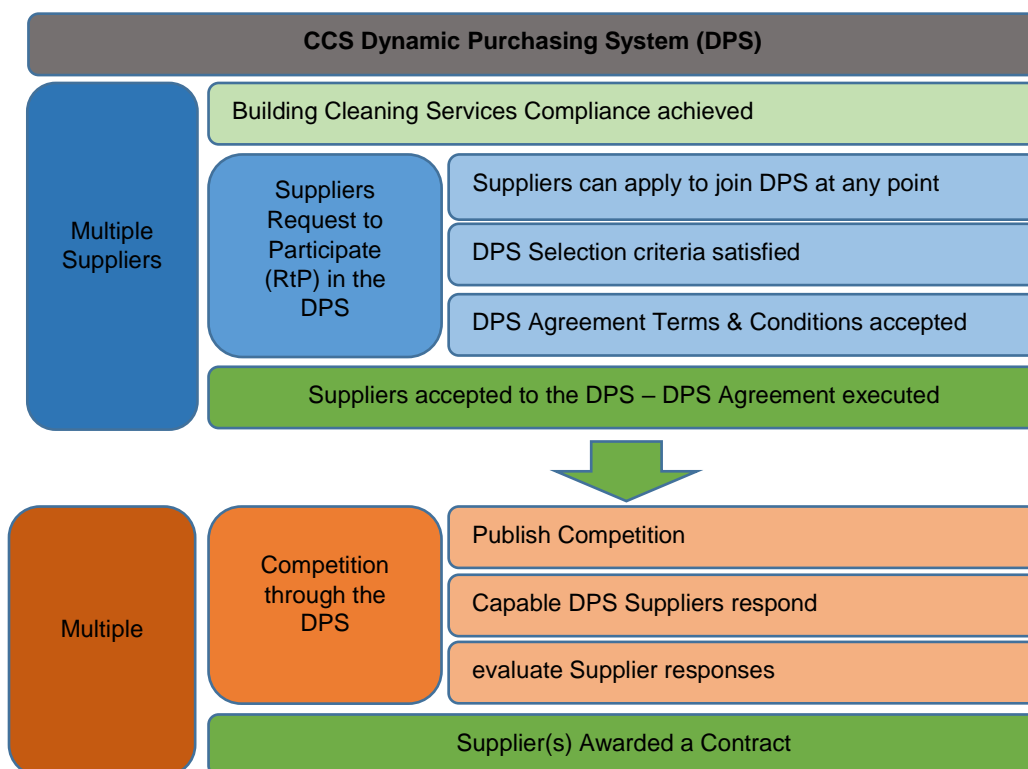 CCS Dynamic Purchasing System (DPS)
Building Cleaning Services Compliance achieved
Multiple
Suppliers
Suppliers
Request to
Participate
(RtP) in the
DPS
Suppliers can apply to join DPS at any point
DPS Selection criteria satisfied
DPS Agreement Terms & Conditions accepted
Suppliers accepted to the DPS – DPS Agreement executed
Multiple
Competition
through the
DPS
Publish Competition
Capable DPS Suppliers respond
evaluate Supplier responses
Supplier(s) Awarded a Contract